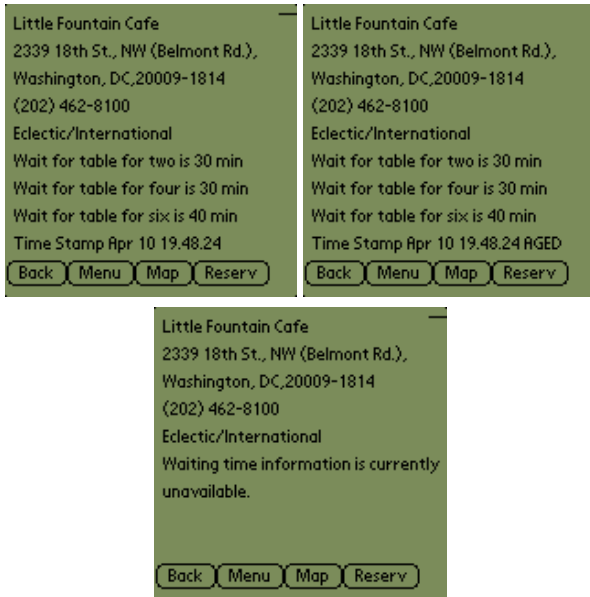 Little Fountain Cafe
2339 18th St., NW (Belmont Rd.),
Washington, DC,20009-1814
(202) 462-8100
Eclectic/International
Wait for table for two is 30 min
Wait for table for four is 30 min
Wait for table for six is 40 min
Time Stamp Apr 10 19.48.24
Back Menu Map Reserv
Little Fountain Cafe
2339 18th St., NW (Belmont Rd.),
Washington, DC,20009-1814
(202) 462-8100
Eclectic/International
Wait for table for two is 30 min
Wait for table for four is 30 min
Wait for table for six is 40 min
Time Stamp Apr 10 19.48.24 AGED
Back Menu Map Reserv
Little Fountain Cafe
2339 18th St., NW (Belmont Rd.),
Washington, DC,20009-1814
(202) 462-8100
Eclectic/International
Waiting time information is currently
unavailable.
Back Menu Map Reserv